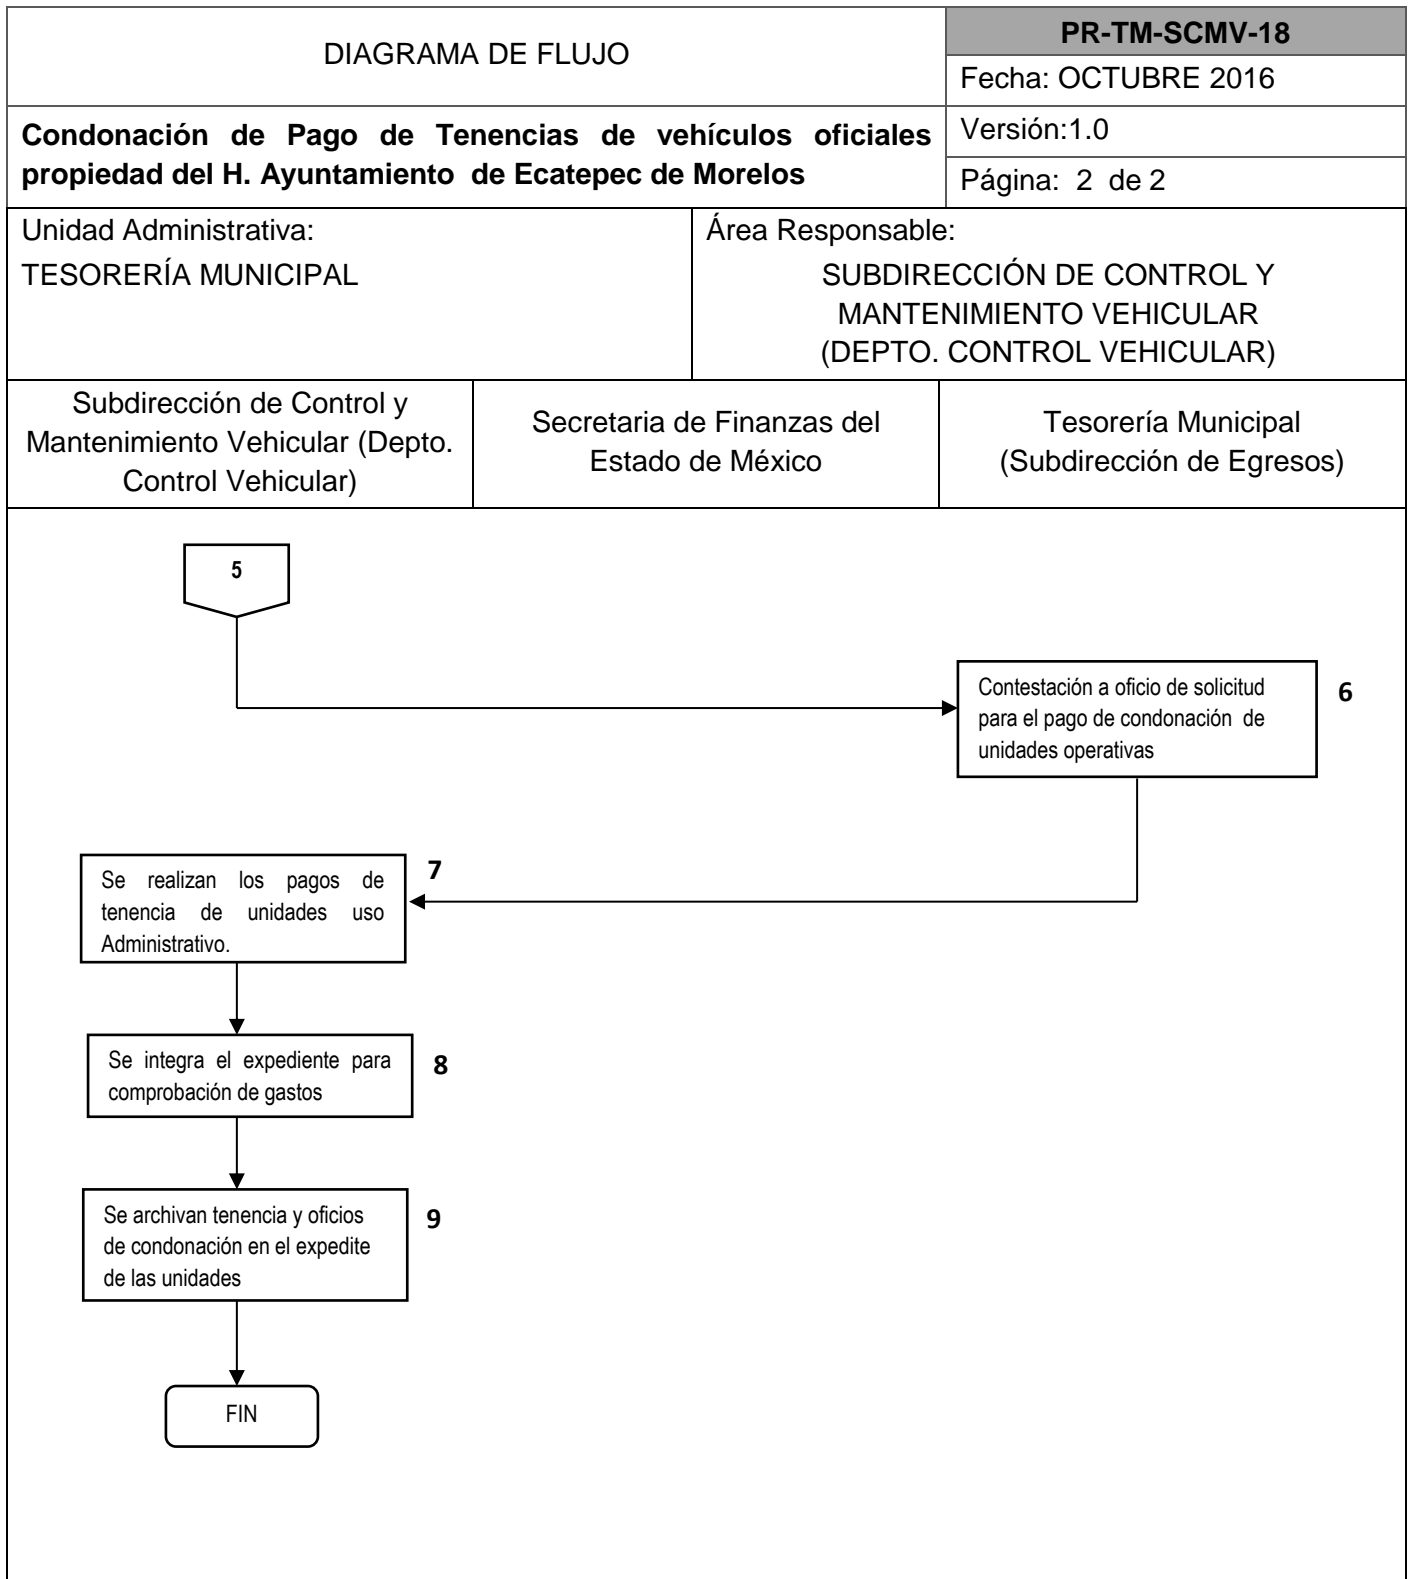 DIAGRAMA DE FLUJO
PR-TM-SCMV-18
Fecha: OCTUBRE 2016
Condonación de Pago de Tenencias de vehículos oficiales
propiedad del H. Ayuntamiento de Ecatepec de Morelos
Versión:1.0
Página: 2 de 2
Unidad Administrativa:
TESORERÍA MUNICIPAL
Área Responsable:
SUBDIRECCIÓN DE CONTROL Y
MANTENIMIENTO VEHICULAR
(DEPTO. CONTROL VEHICULAR)
Subdirección de Control y
Mantenimiento Vehicular (Depto.
Control Vehicular)
Secretaria de Finanzas del
Estado de México
Tesorería Municipal
(Subdirección de Egresos)
5
Contestación a oficio de solicitud
para el pago de condonación de
unidades operativas
6
Se realizan los pagos de
tenencia de unidades uso
Administrativo.
7
Se integra el expediente para
comprobación de gastos
8
Se archivan tenencia y oficios
de condonación en el expedite
de las unidades
9
FIN